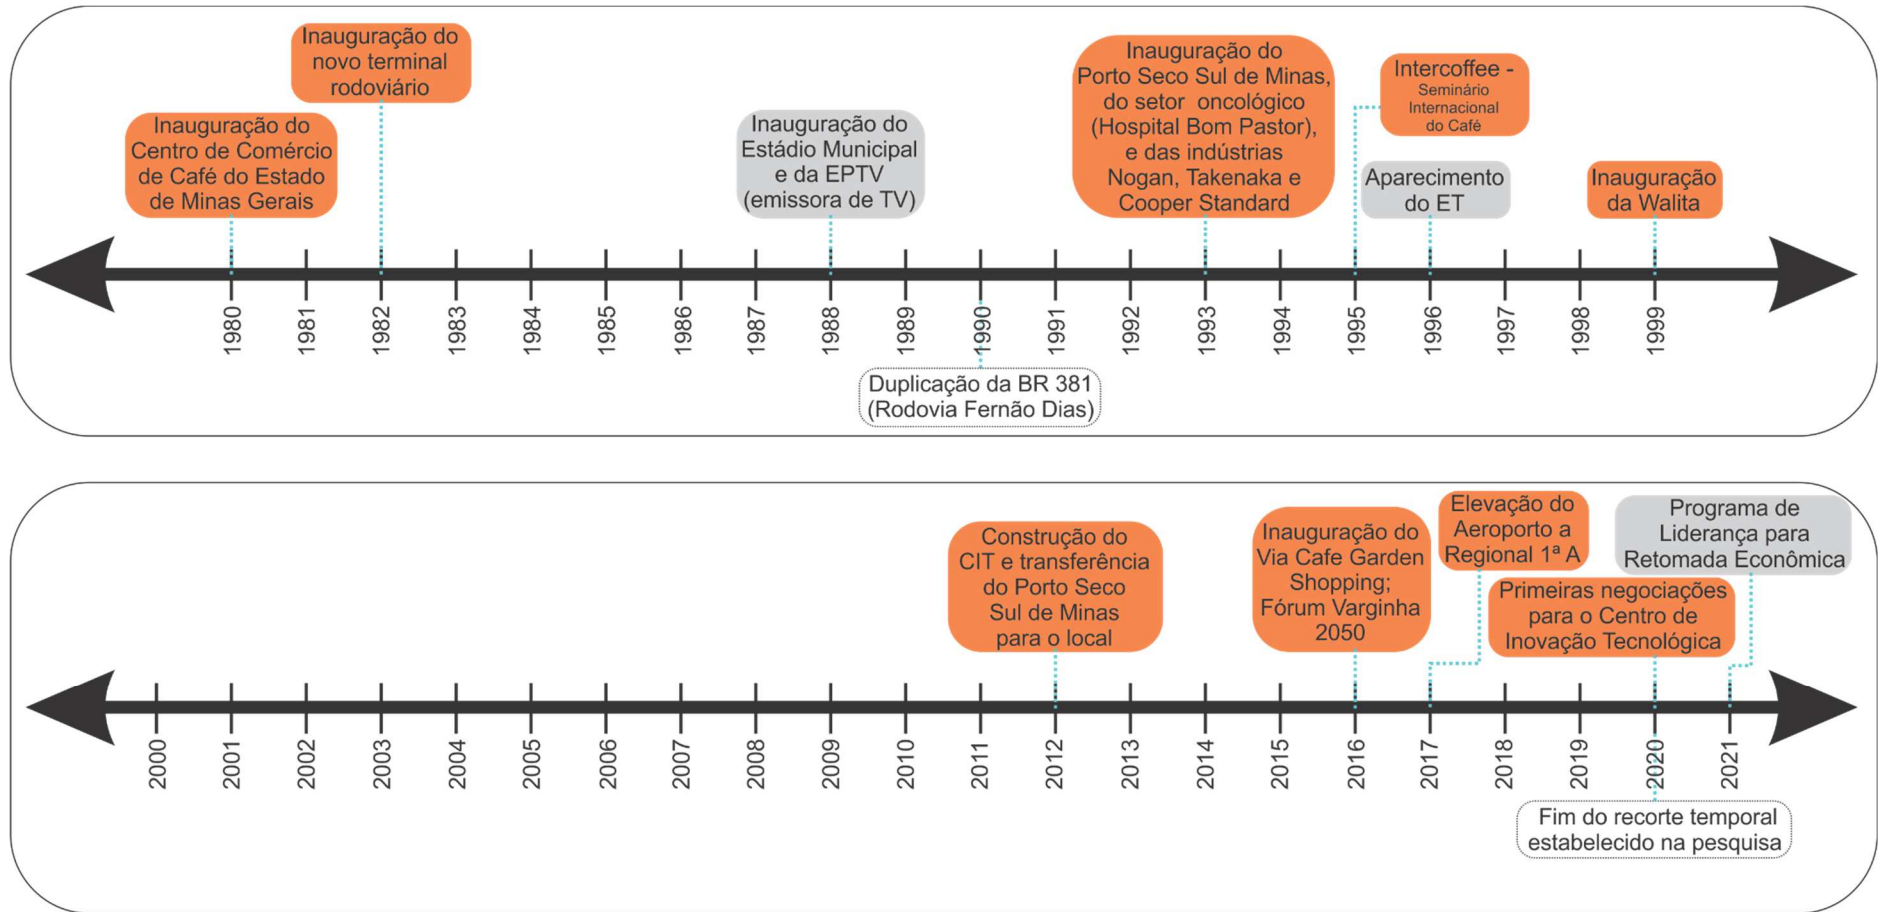 Inauguração do
Centro de Comércio
de Café do Estado
de Minas Gerais
Inauguração do
novo terminal
rodoviário
Inauguração do
Estádio Municipal
e da EPTV
(emissora de TV)
Inauguração do
Porto Seco Sul de Minas,
do setor oncológico
(Hospital Bom Pastor),
e das indústrias
Nogan, Takenaka e
Cooper Standard
Intercoffee -
Seminário
Internacional
do Café
Aparecimento
do ET
Inauguração
da Walita
1980
1981
1982
1983
1984
1985
1986
1987
1988
1989
1990
1991
1992
1993
1994
1995
1996
1997
1998
1999
Duplicação da BR 381
(Rodovia Fernão Dias)
Construção do
CIT e transferência
do Porto Seco
Sul de Minas
para o local
Inauguração do
Via Cafe Garden
Shopping;
Fórum Varginha
2050
Elevação do
Aeroporto a
Regional 1ª A
Primeiras negociações
para o Centro de
Inovação Tecnológica
Programa de
Liderança para
Retomada Econômica
2000
2001
2002
2003
2004
2005
2006
2007
2008
2009
2010
2011
2012
2013
2014
2015
2016
2017
2018
2019
2020
2021
Fim do recorte temporal
estabelecido na pesquisa